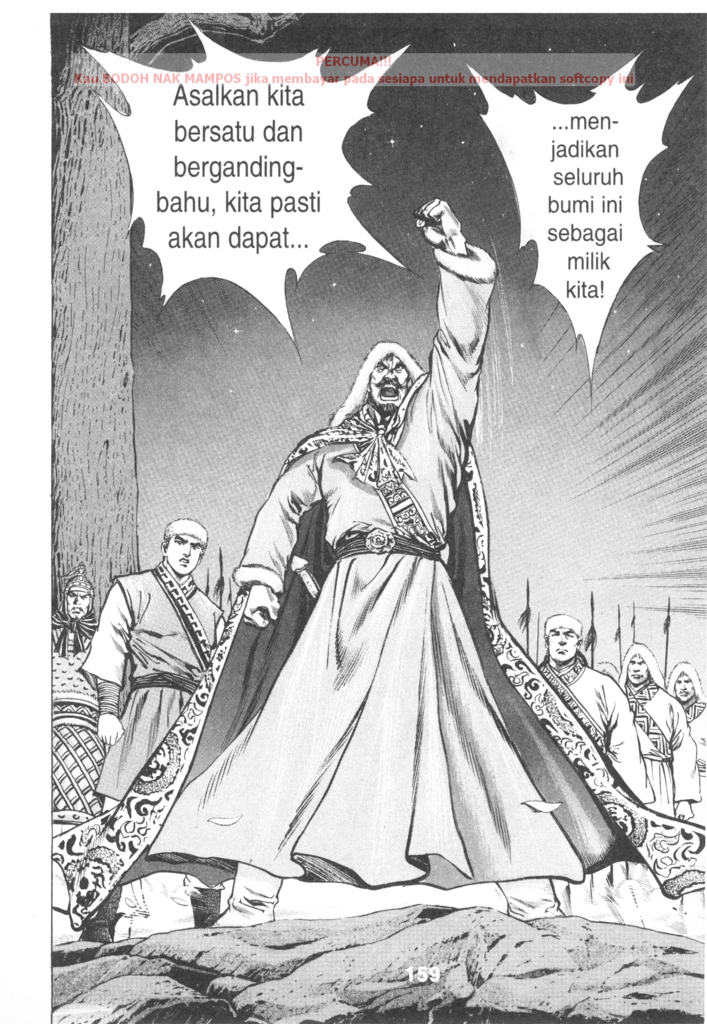 PERCUMA!!!
Kau BODOH NAK MAMPOS jika membayar pada sesiapa untuk mendapatkan softcopy ini
Asalkan kita
bersatu dan
berganding-
bahu, kita pasti
akan dapat...
...men-
jadikan
seluruh
bumi ini
sebagai
milik
kita!
159